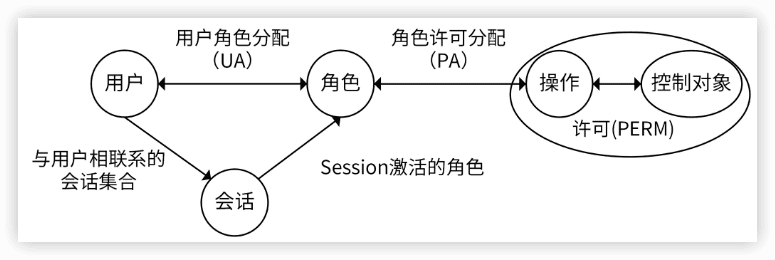 用户角色分配
（UA）
角色许可分配
（PA）
用户
角色
操作
控制对象
许可(PERM)
与用户相联系的
会话集合
Session激活的角色
会话